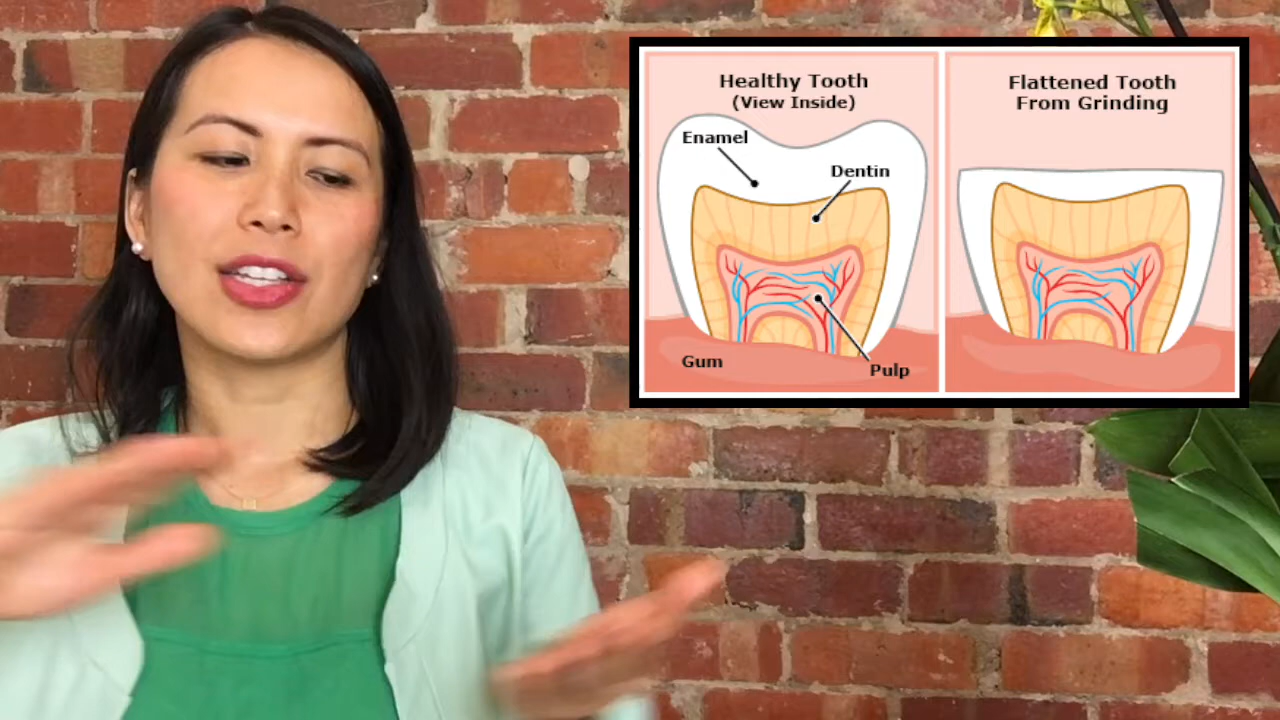 Healthy Tooth
(View Inside)
Enamel
Dentin
Gum
Pulp
Flattened Tooth
From Grinding